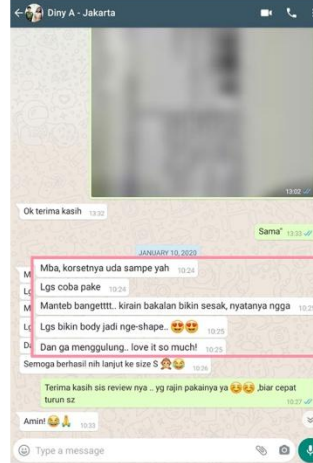 Diny A - Jakarta
13:02
Ok terima kasih 13:32
Sama" 13:33
JANUARY 10, 2020
Mba, korsetnya uda sampe yah 10:24
Lgs coba pake 10:24
Manteb bangetttt.. kirain bakalan bikin sesak, nyatanya ngga 10:25
Lgs bikin body jadi nge-shape.. 😍😍 10:25
Dan ga menggulung.. love it so much! 10:25
Semoga berhasil nih lanjut ke size S 10:26
Terima kasih sis review nya .. yg rajin pakainya ya ,biar cepat
turun sz 10:27
Amin! 😂🙏 10:33
Type a message